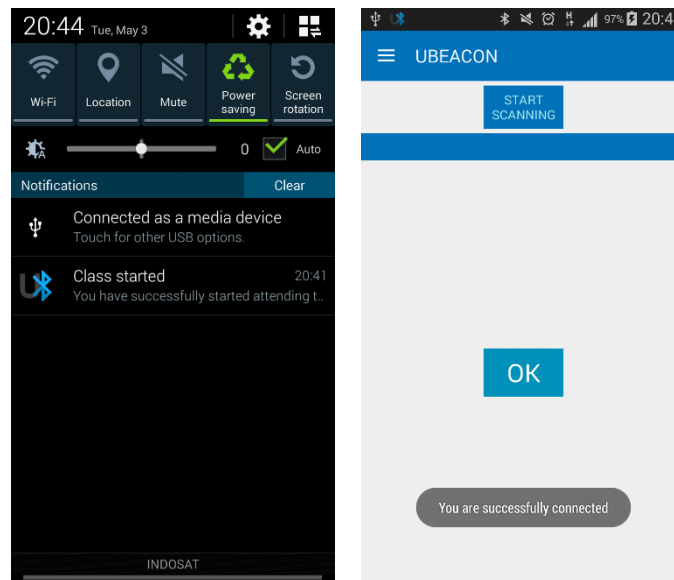 20:44 Tue, May 3
Wi-Fi Location Mute Power saving Screen rotation
0 Auto
Notifications Clear
Connected as a media device
Touch for other USB options.
Class started 20:41
You have successfully started attending t..
INDOSAT
97% 20:4
UBEACON
START
SCANNING
OK
You are successfully connected